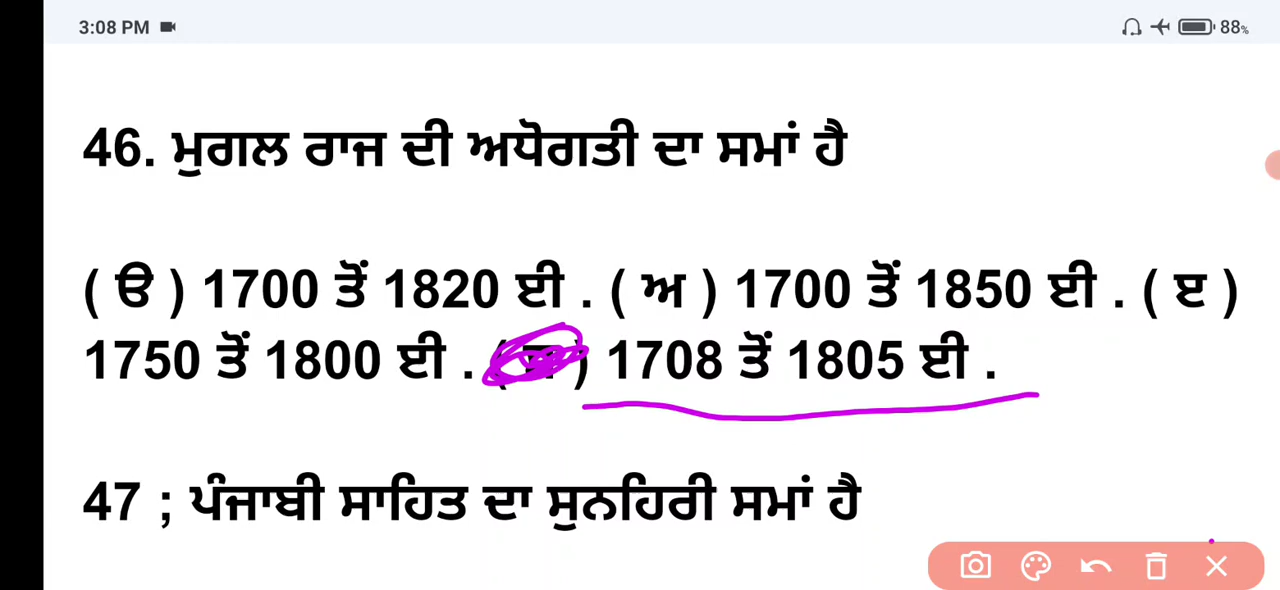 3:08 PM
88%
46. ਮੁਗਲ ਰਾਜ ਦੀ ਅਧੋਗਤੀ ਦਾ ਸਮਾਂ ਹੈ
( ੳ ) 1700 ਤੋਂ 1820 ਈ . ( ਅ ) 1700 ਤੋਂ 1850 ਈ . ( ੲ )
1750 ਤੋਂ 1800 ਈ . ( ) 1708 ਤੋਂ 1805 ਈ .
47 ; ਪੰਜਾਬੀ ਸਾਹਿਤ ਦਾ ਸੁਨਹਿਰੀ ਸਮਾਂ ਹੈ